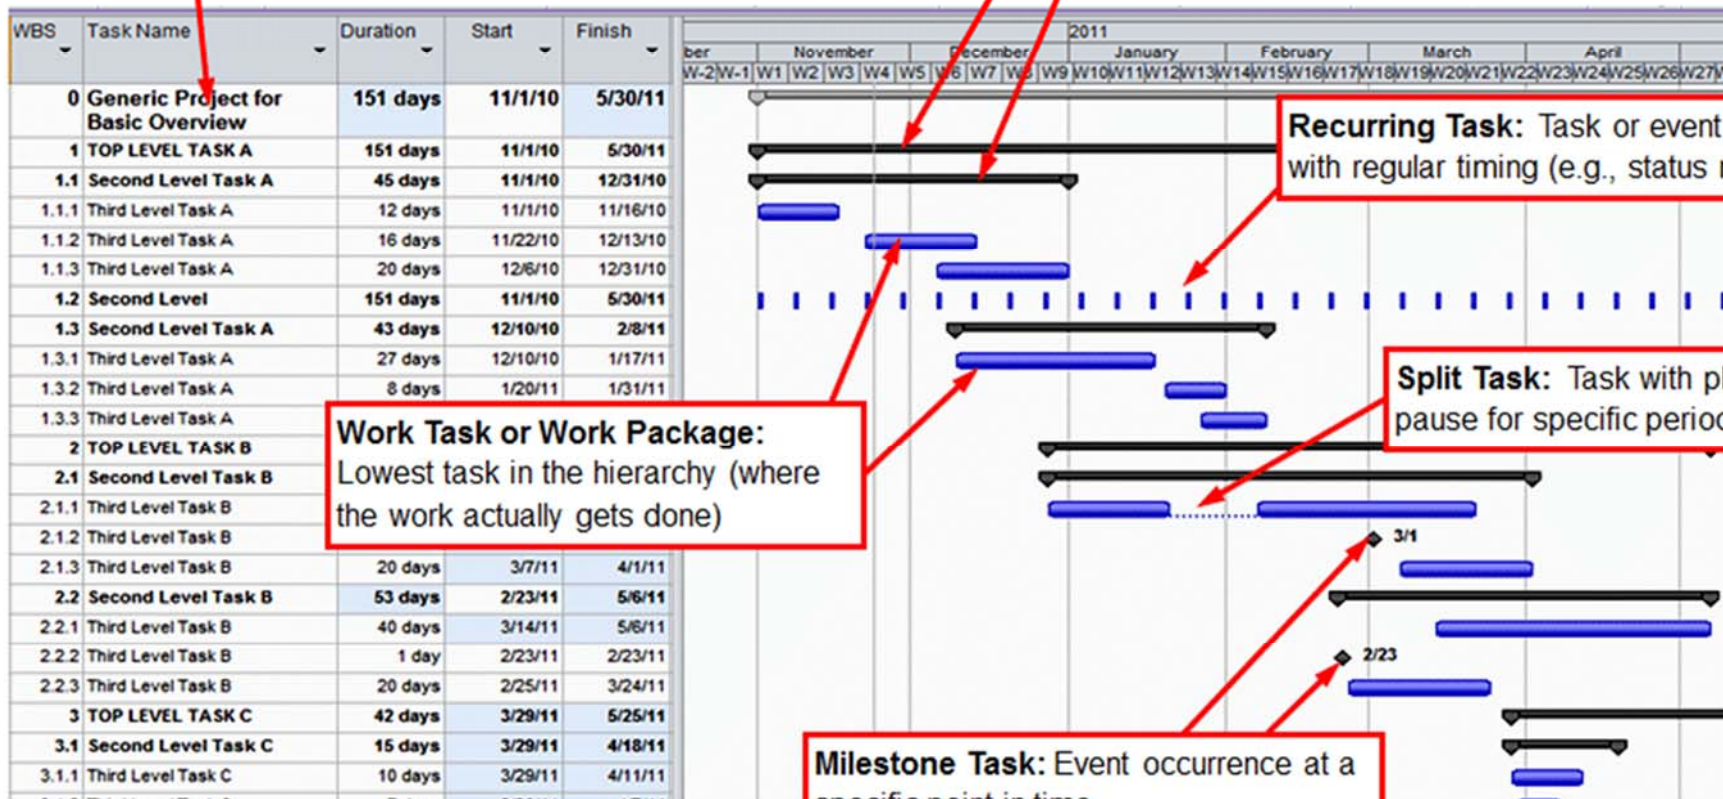 WBS Task Name Duration Start Finish
2011
ber November December January February March April
W-2 W-1 W1 W2 W3 W4 W5 W6 W7 W8 W9 W10 W11 W12 W13 W14 W15 W16 W17 W18 W19 W20 W21 W22 W23 W24 W25 W26 W27
0 Generic Project for 151 days 11/1/10 5/30/11
Basic Overview
1 TOP LEVEL TASK A 151 days 11/1/10 5/30/11
1.1 Second Level Task A 45 days 11/1/10 12/31/10
1.1.1 Third Level Task A 12 days 11/1/10 11/16/10
1.1.2 Third Level Task A 16 days 11/22/10 12/13/10
1.1.3 Third Level Task A 20 days 12/6/10 12/31/10
1.2 Second Level 151 days 11/1/10 5/30/11
1.3 Second Level Task A 43 days 12/10/10 2/8/11
1.3.1 Third Level Task A 27 days 12/10/10 1/17/11
1.3.2 Third Level Task A 8 days 1/20/11 1/31/11
1.3.3 Third Level Task A
2 TOP LEVEL TASK B
2.1 Second Level Task B
2.1.1 Third Level Task B
2.1.2 Third Level Task B
3/1
2.1.3 Third Level Task B 20 days 3/7/11 4/1/11
2.2 Second Level Task B 53 days 2/23/11 5/6/11
2.2.1 Third Level Task B 40 days 3/14/11 5/6/11
2.2.2 Third Level Task B 1 day 2/23/11 2/23/11
2/23
2.2.3 Third Level Task B 20 days 2/25/11 3/24/11
3 TOP LEVEL TASK C 42 days 3/29/11 5/25/11
3.1 Second Level Task C 15 days 3/29/11 4/18/11
3.1.1 Third Level Task C 10 days 3/29/11 4/11/11
Recurring Task: Task or event
with regular timing (e.g., status
Split Task: Task with
pause for specific
Work Task or Work Package:
Lowest task in the hierarchy (where
the work actually gets done)
Milestone Task: Event occurrence at a
specific point in time